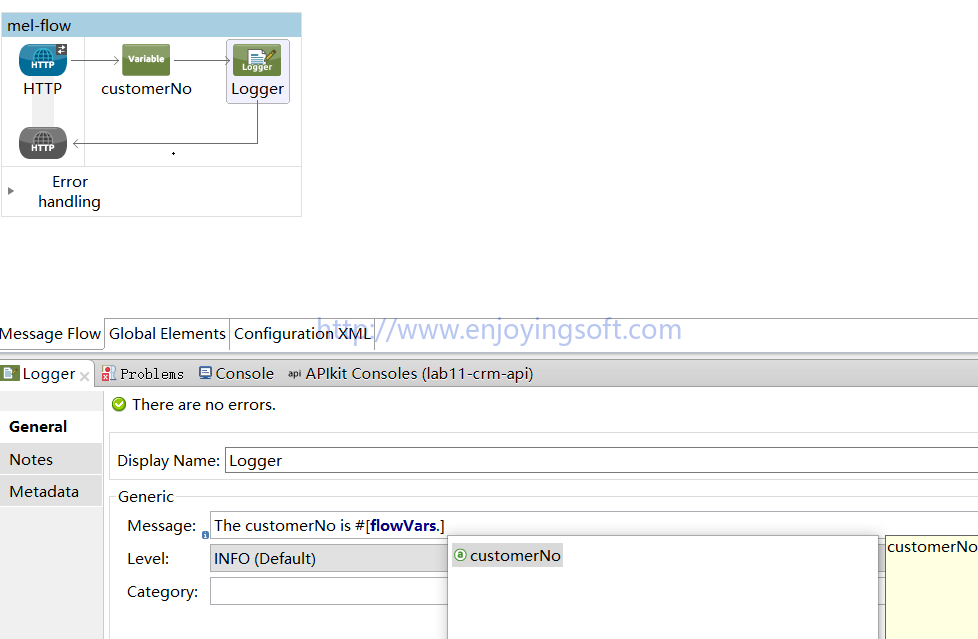 mel-flow
HTTP
Variable
Logger
HTTP
customerNo
Logger
HTTP
Error
handling
http://www.enjoyingsoft.com
Message Flow Global Elements Configuration XML
Logger Problems Console api APIkit Consoles (lab11-crm-api)
There are no errors.
General
Notes
Metadata
Display Name: Logger
Generic
Message: The customerNo is #[flowVars.]
customerNo
customerNo
Level: INFO (Default)
Category: